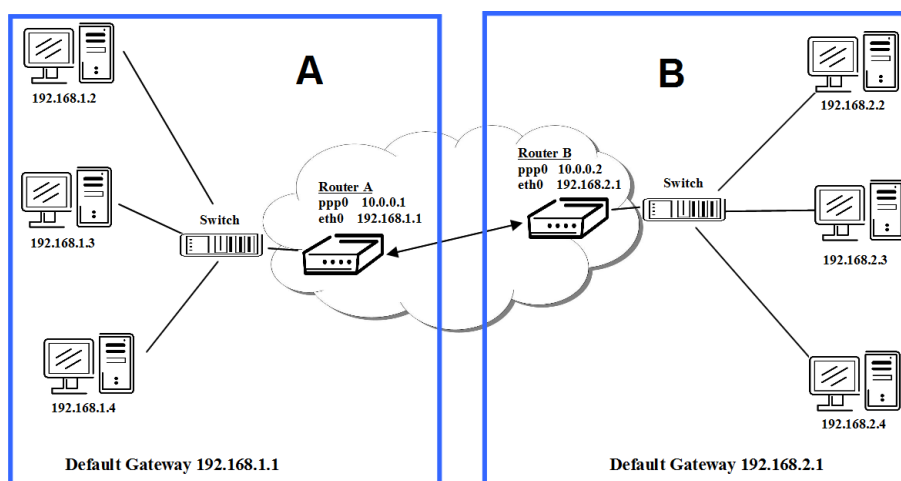 A
192.168.1.2
192.168.1.3
192.168.1.4
Switch
Router A
ppp0 10.0.0.1
eth0 192.168.1.1
Default Gateway 192.168.1.1
B
Router B
ppp0 10.0.0.2
eth0 192.168.2.1
Switch
192.168.2.2
192.168.2.3
192.168.2.4
Default Gateway 192.168.2.1